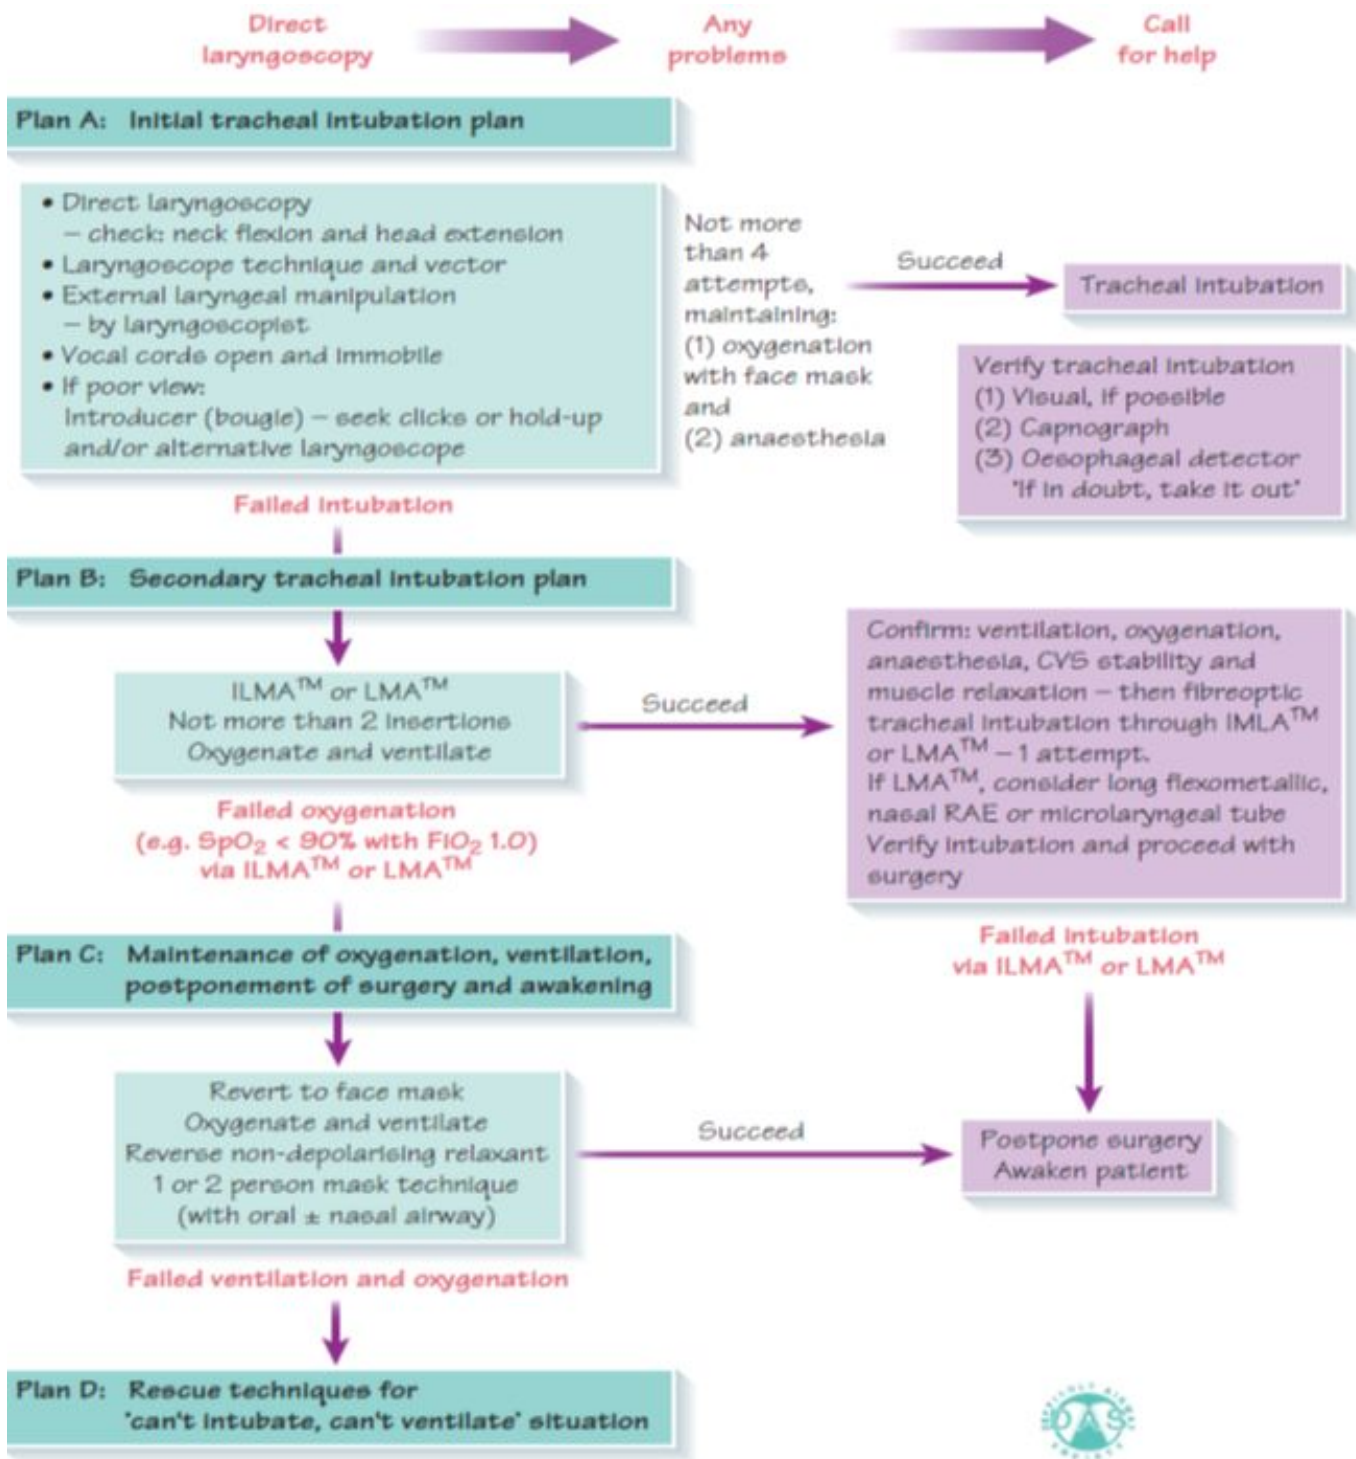 Direct
laryngoscopy
Any
problems
Call
for help
Plan A: Initial tracheal intubation plan
• Direct laryngoscopy
– check: neck flexion and head extension
• Laryngoscope technique and vector
• External laryngeal manipulation
– by laryngoscopist
• Vocal cords open and immobile
• If poor view:
Introducer (bougie) – seek clicks or hold-up
and/or alternative laryngoscope
Not more
than 4
attempts,
maintaining:
(1) oxygenation
with face mask
and
(2) anaesthesia
Succeed
Tracheal intubation
Verify tracheal intubation
(1) Visual, if possible
(2) Capnograph
(3) Oesophageal detector
'If in doubt, take it out'
Failed intubation
Plan B: Secondary tracheal intubation plan
ILMA™ or LMA™
Not more than 2 insertions
Oxygenate and ventilate
Succeed
Confirm: ventilation, oxygenation,
anaesthesia, CVS stability and
muscle relaxation – then fibreoptic
tracheal intubation through IMLA™
or LMA™ – 1 attempt.
If LMA™, consider long flexometallic,
nasal RAE or microlaryngeal tube
Verify intubation and proceed with
surgery
Failed oxygenation
(e.g. SpO₂ < 90% with FiO₂ 1.0)
via ILMA™ or LMA™
Failed intubation
via ILMA™ or LMA™
Plan C: Maintenance of oxygenation, ventilation,
postponement of surgery and awakening
Revert to face mask
Oxygenate and ventilate
Reverse non-depolarising relaxant
1 or 2 person mask technique
(with oral ± nasal airway)
Succeed
Postpone surgery
Awaken patient
Failed ventilation and oxygenation
Plan D: Rescue techniques for
'can't intubate, can't ventilate' situation
DIFFICULT AIRWAY
DAS
SOCIETY